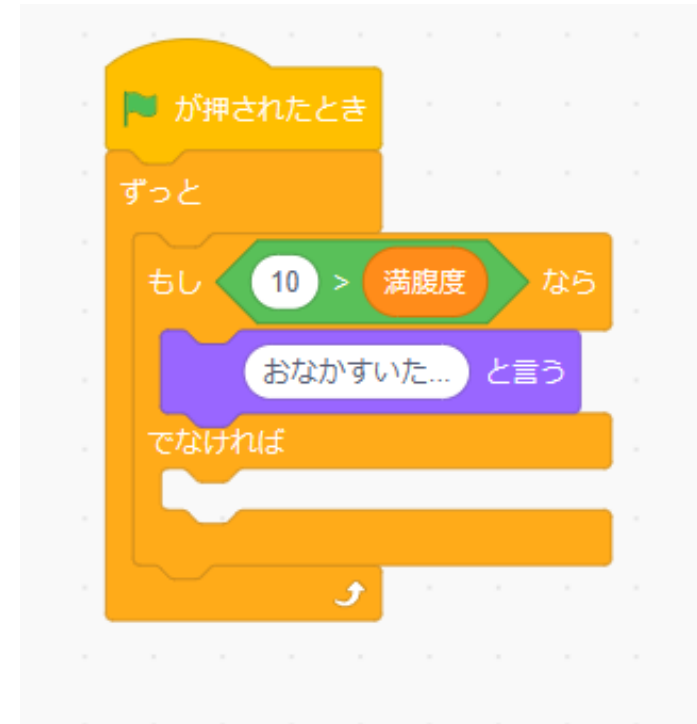 が押されたとき
ずっと
もし 10 > 満腹度 なら
おなかすいた... と言う
でなければ